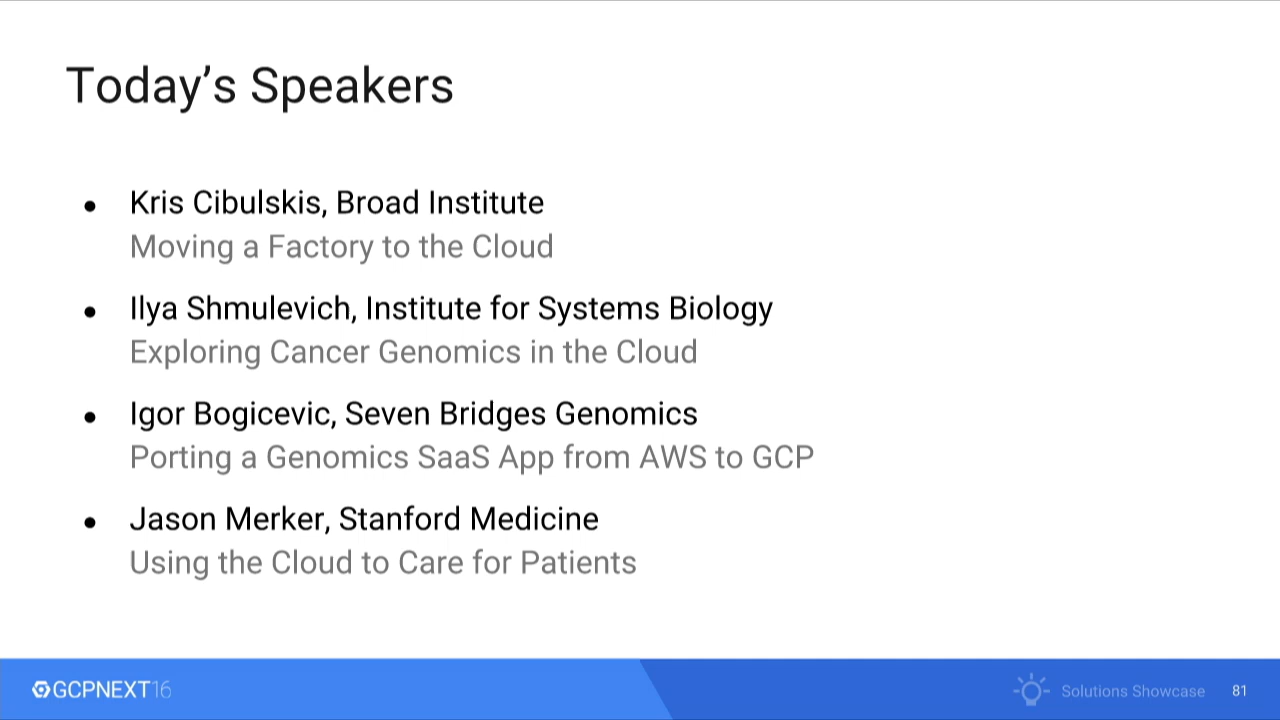 Today’s Speakers
● Kris Cibulskis, Broad Institute
Moving a Factory to the Cloud
● Ilya Shmulevich, Institute for Systems Biology
Exploring Cancer Genomics in the Cloud
● Igor Bogicevic, Seven Bridges Genomics
Porting a Genomics SaaS App from AWS to GCP
● Jason Merker, Stanford Medicine
Using the Cloud to Care for Patients
GCPNEXT16
Solutions Showcase 81